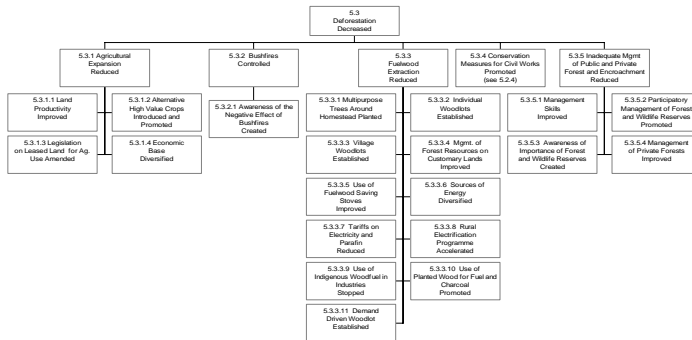 5.3
Deforestation
Decreased
5.3.1 Agricultural
Expansion
Reduced
5.3.2 Bushfires
Controlled
5.3.3
Fuelwood
Extraction
Reduced
5.3.4 Conservation
Measures for Civil Works
Promoted
(see 5.2.4)
5.3.5 Inadequate Mgmt
of Public and Private
Forest and Encroachment
Reduced
5.3.1.1 Land
Productivity
Improved
5.3.1.2 Alternative
High Value Crops
Introduced and
Promoted
5.3.1.3 Legislation
on Leased Land for Ag.
Use Amended
5.3.1.4 Economic
Base
Diversified
5.3.2.1 Awareness of the
Negative Effect of
Bushfires
Created
5.3.3.1 Multipurpose
Trees Around
Homestead Planted
5.3.3.2 Individual
Woodlots
Established
5.3.3.3 Village
Woodlots
Established
5.3.3.4 Mgmt. of
Forest Resources on
Customary Lands
Improved
5.3.3.5 Use of
Fuelwood Saving
Stoves
Improved
5.3.3.6 Sources of
Energy
Diversified
5.3.3.7 Tariffs on
Electricity and
Parafin
Reduced
5.3.3.8 Rural
Electrification
Programme
Accelerated
5.3.3.9 Use of
Indigenous Woodfuel in
Industries
Stopped
5.3.3.10 Use of
Planted Wood for Fuel and
Charcoal
Promoted
5.3.3.11 Demand
Driven Woodlot
Established
5.3.5.1 Management
Skills
Improved
5.3.5.2 Participatory
Management of Forest
and Wildlife Reserves
Promoted
5.3.5.3 Awareness of
Importance of Forest
and Wildlife Reserves
Created
5.3.5.4 Management
of Private Forests
Improved